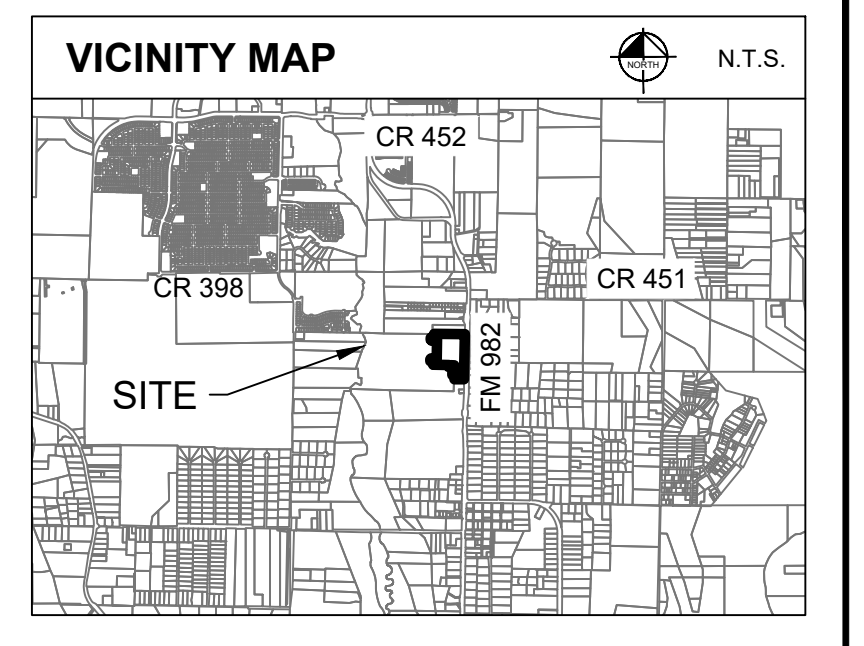 VICINITY MAP
NORTH
N.T.S.
CR 452
CR 398
CR 451
FM 982
SITE